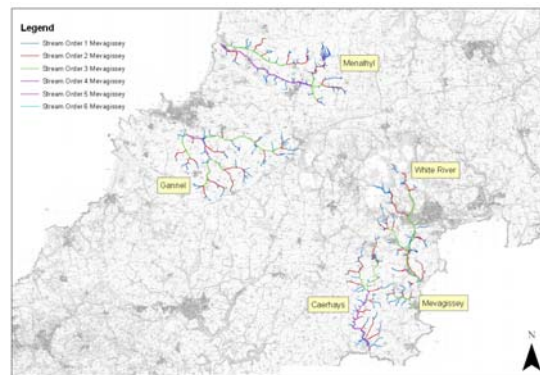 Legend
Stream Order 1 Mevagissey
Stream Order 2 Mevagissey
Stream Order 3 Mevagissey
Stream Order 4 Mevagissey
Stream Order 5 Mevagissey
Stream Order 6 Mevagissey
Menathyl
White River
Gannel
Caerhays
Mevagissey
N